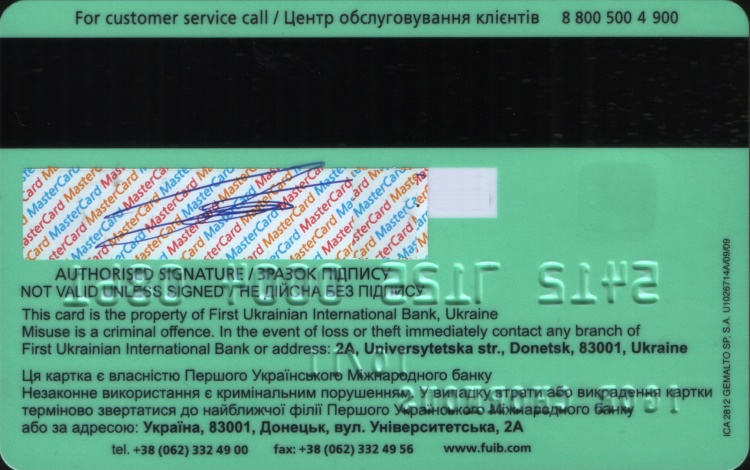 For customer service call / Центр обслуговування клієнтів 8 800 500 4 900
MasterCard
AUTHORISED SIGNATURE / ЗРАЗОК ПІДПИСУ
NOT VALID UNLESS SIGNED / НЕ ДІЙСНА БЕЗ ПІДПИСУ
This card is the property of First Ukrainian International Bank, Ukraine
Misuse is a criminal offence. In the event of loss or theft immediately contact any branch of
First Ukrainian International Bank or address: 2A, Universytetska str., Donetsk, 83001, Ukraine
Ця картка є власністю Першого Українського Міжнародного банку
Незаконне використання є кримінальним порушенням. У випадку втрати або викрадення картки
терміново звертатися до найближчої філії Першого Українського Міжнародного банку
або за адресою: Україна, 83001, Донецьк, вул. Університетська, 2А
tel. +38 (062) 332 49 00 fax: +38 (062) 332 49 56 www.fuib.com
ICA 2812 GEMALTO SP, S.A. U1026714A/09/09